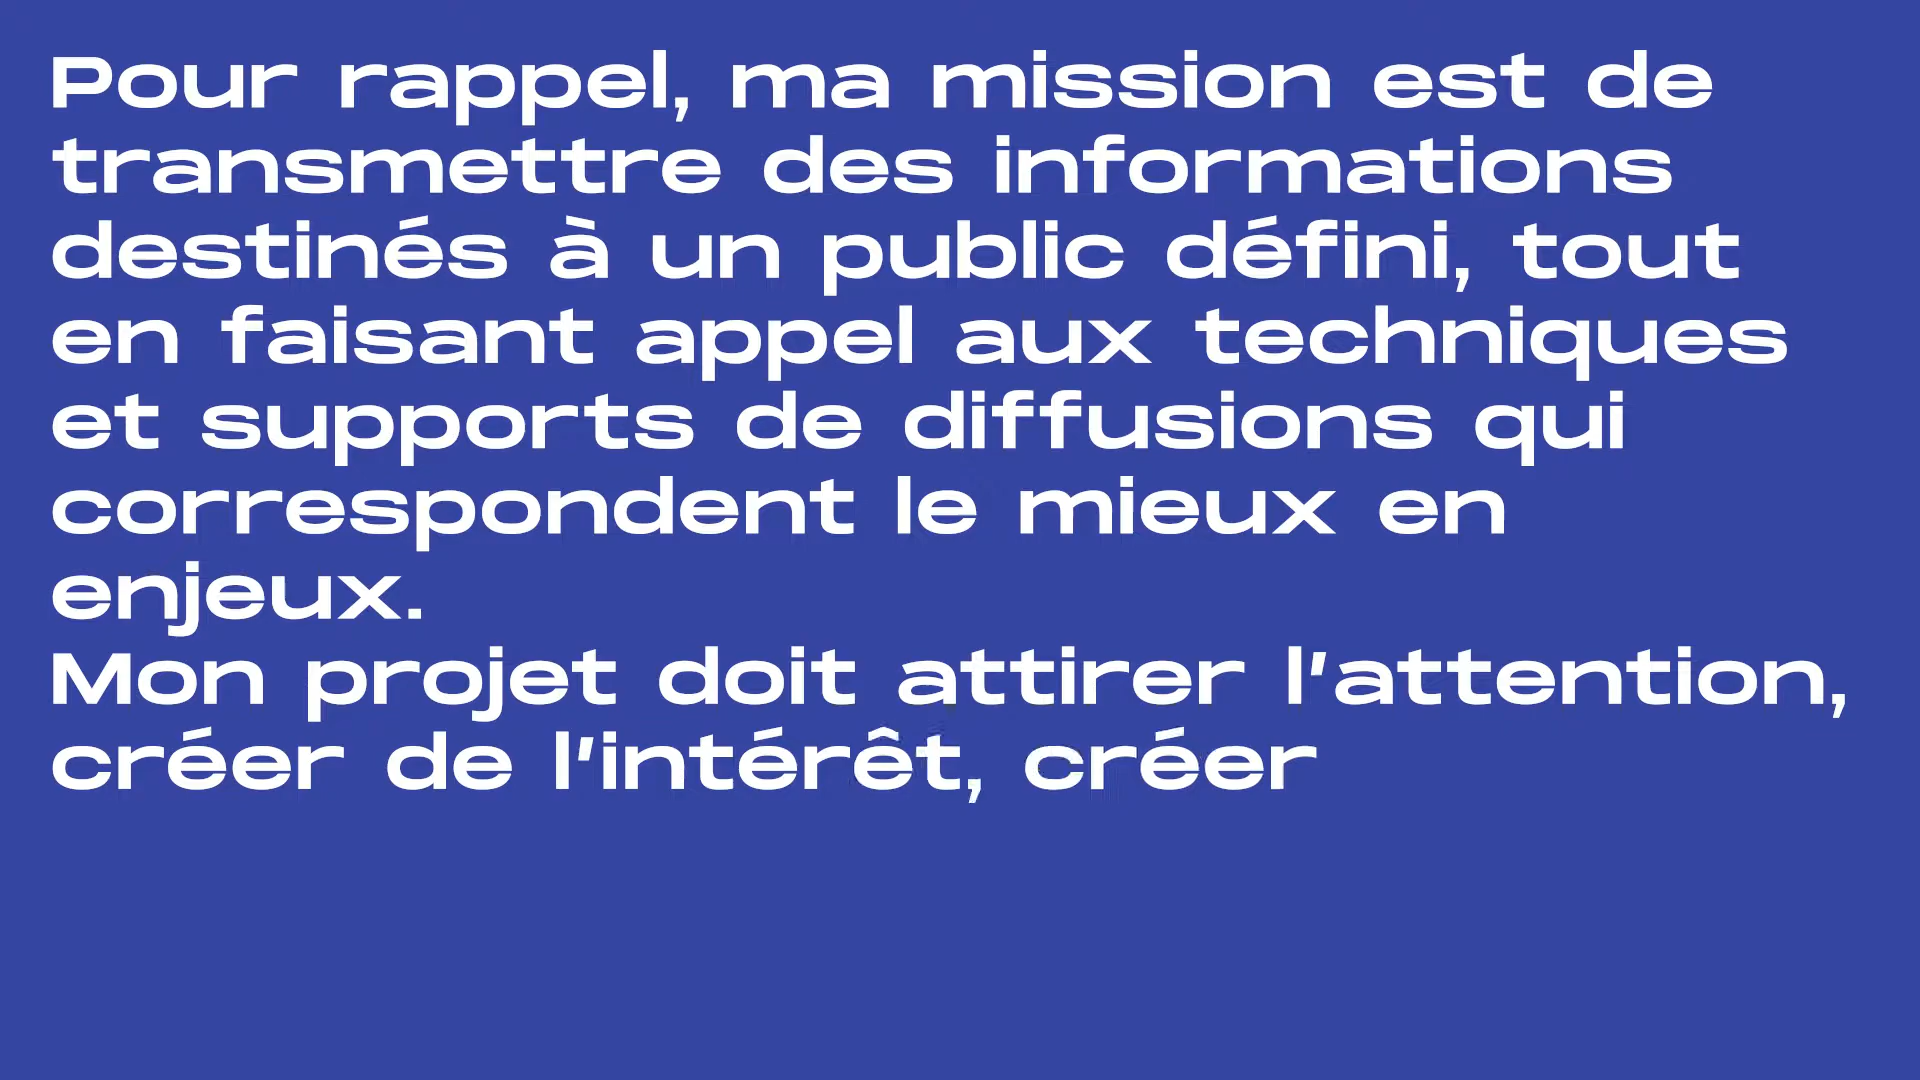 Pour rappel, ma mission est de
transmettre des informations
destinés à un public défini, tout
en faisant appel aux techniques
et supports de diffusions qui
correspondent le mieux en
enjeux.
Mon projet doit attirer l'attention,
créer de l'intérêt, créer